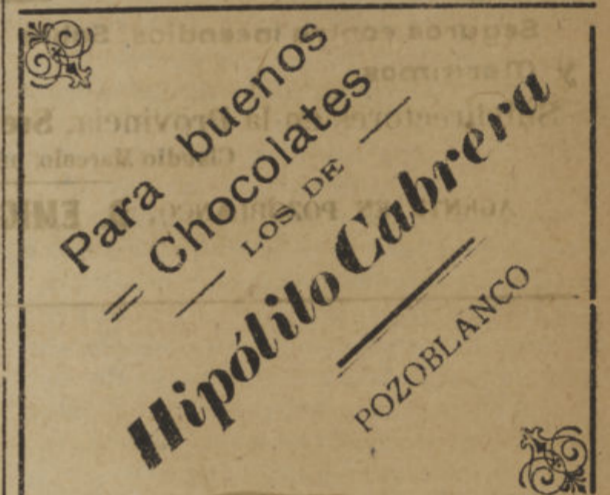 Para buenos
Chocolates
LOS DE
Hipólito Cabrera
POZOBLANCO